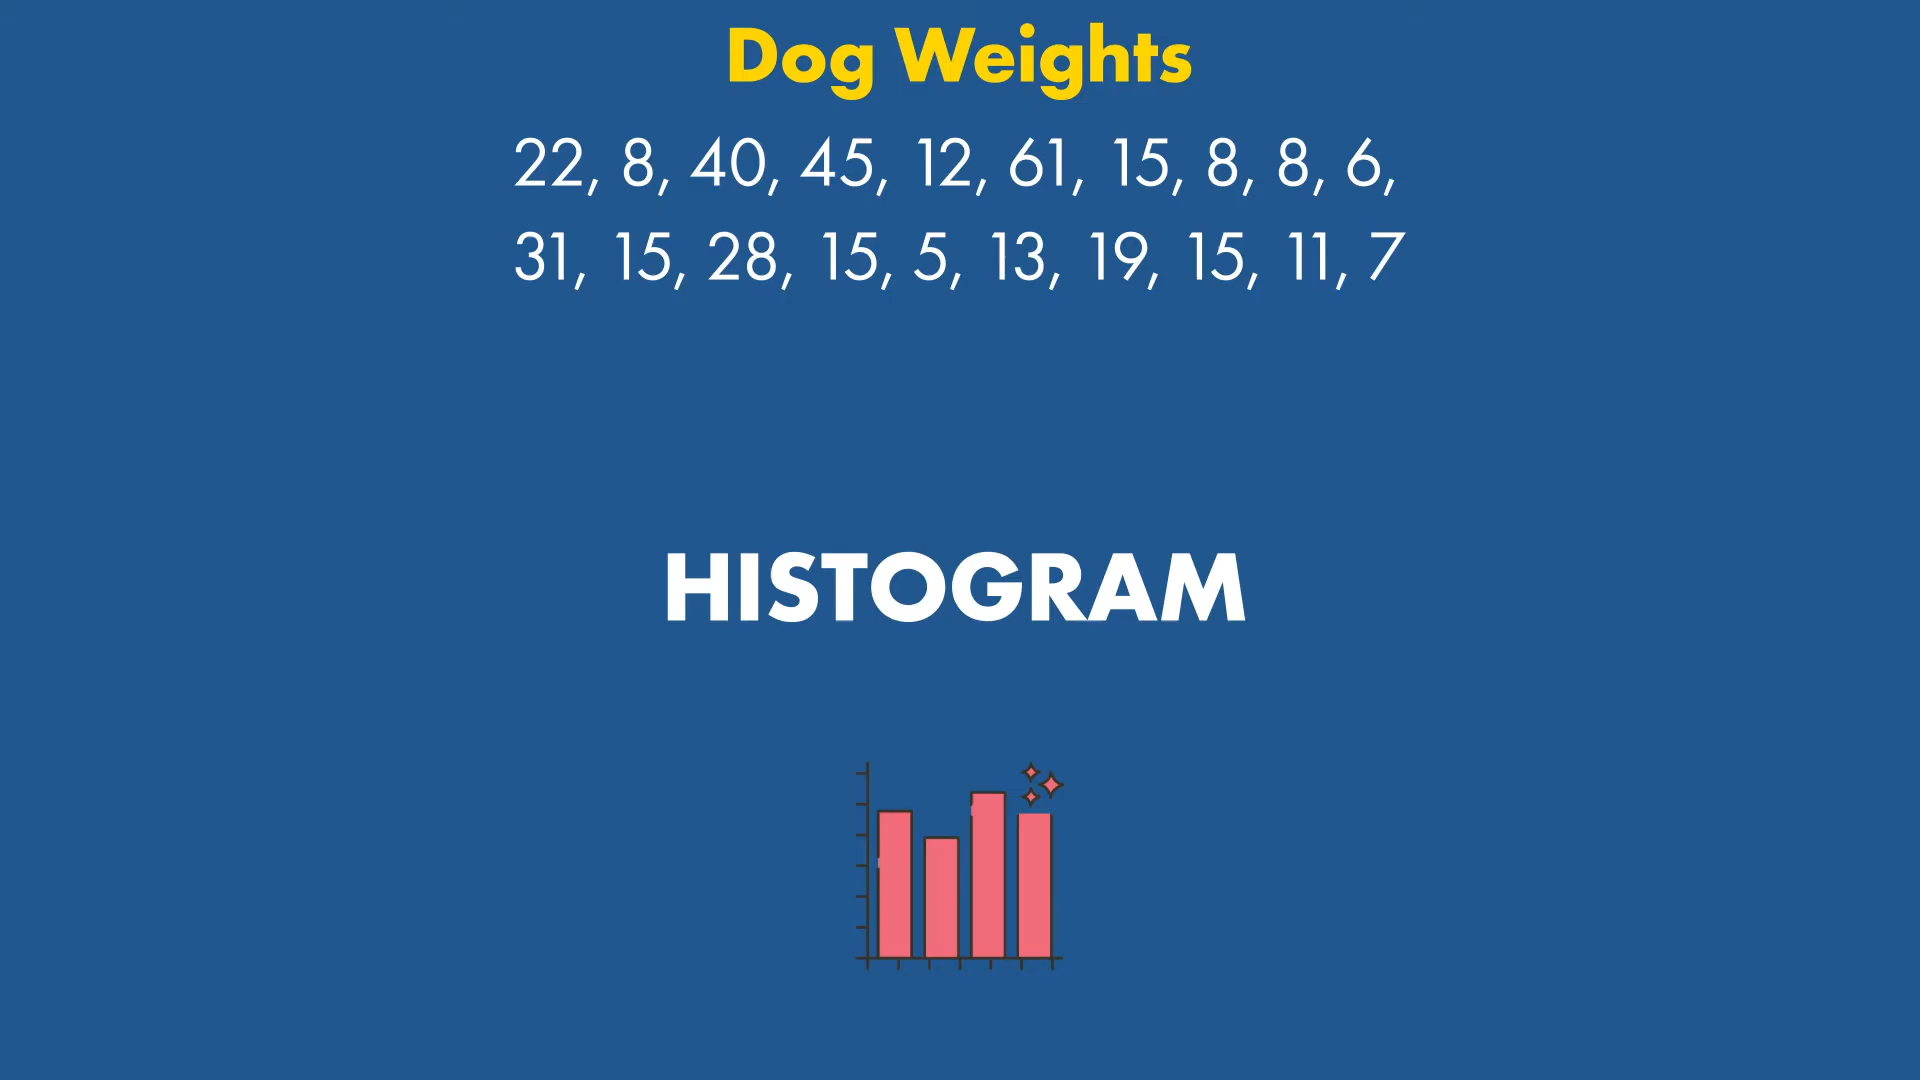 Dog Weights
22, 8, 40, 45, 12, 61, 15, 8, 8, 6,
31, 15, 28, 15, 5, 13, 19, 15, 11, 7
HISTOGRAM